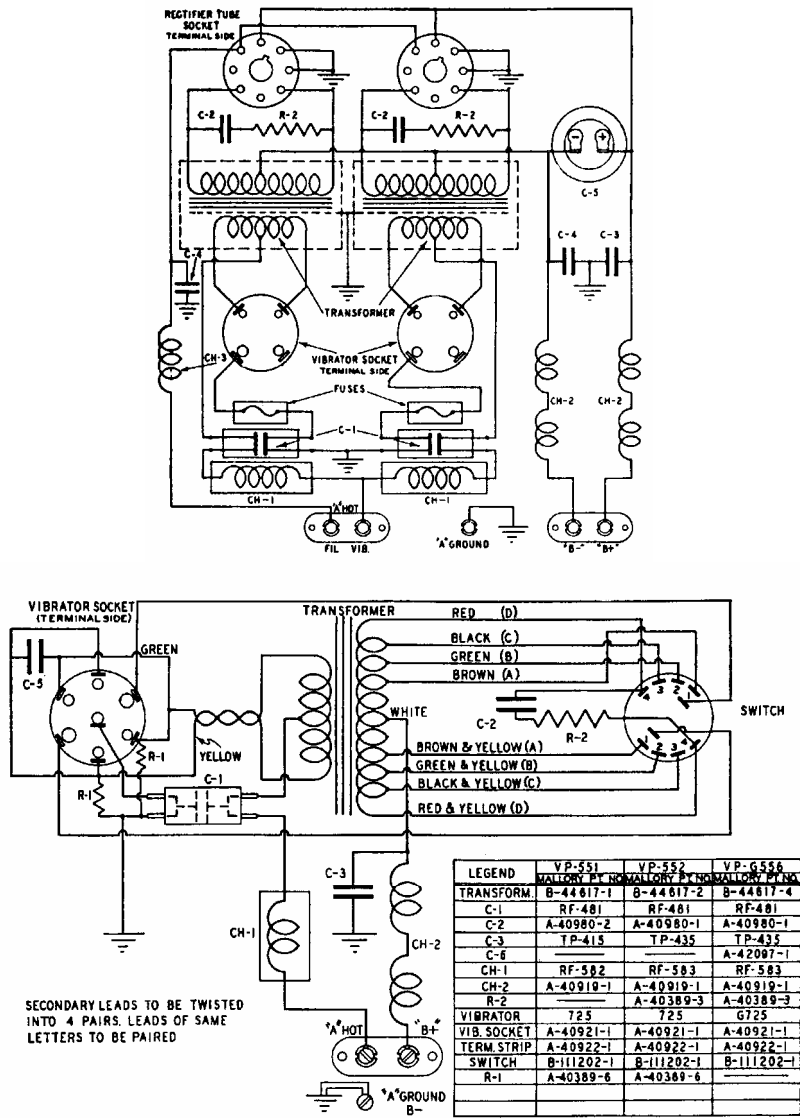 RECTIFIER TUBE
SOCKET
TERMINAL SIDE
C-2
R-2
C-2
R-2
- +
C-5
C-4
C-4
C-3
TRANSFORMER
CH-3
VIBRATOR SOCKET
TERMINAL SIDE
CH-2
CH-2
FUSES
C-1
CH-1
CH-1
"A" HOT
FIL
VIB.
"A" GROUND
"B-"
"B+"
VIBRATOR SOCKET
(TERMINAL SIDE)
TRANSFORMER
RED (D)
BLACK (C)
GREEN (B)
BROWN (A)
GREEN
C-5
4 3 2
WHITE
C-2
R-2
SWITCH
YELLOW
BROWN & YELLOW (A)
GREEN & YELLOW (B)
BLACK & YELLOW (C)
RED & YELLOW (D)
2 3 4
R-1
R-1
C-1
C-3
CH-1
CH-2
SECONDARY LEADS TO BE TWISTED
INTO 4 PAIRS. LEADS OF SAME
LETTERS TO BE PAIRED
"A" HOT
"B+"
"A" GROUND
B-
LEGEND VP-551 VP-552 VP-G556
MALLORY PT. NO. MALLORY PT. NO. MALLORY PT. NO.
TRANSFORM. B-44617-1 B-44617-2 B-44617-4
C-1 RF-481 RF-481 RF-481
C-2 A-40980-2 A-40980-1 A-40980-1
C-3 TP-415 TP-435 TP-435
C-6 A-42097-1
CH-1 RF-582 RF-583 RF-583
CH-2 A-40919-1 A-40919-1 A-40919-1
R-2 A-40389-3 A-40389-3
VIBRATOR 725 725 G725
VIB. SOCKET A-40921-1 A-40921-1 A-40921-1
TERM. STRIP A-40922-1 A-40922-1 A-40922-1
SWITCH B-111202-1 B-111202-1 B-111202-1
R-1 A-40389-6 A-40389-6